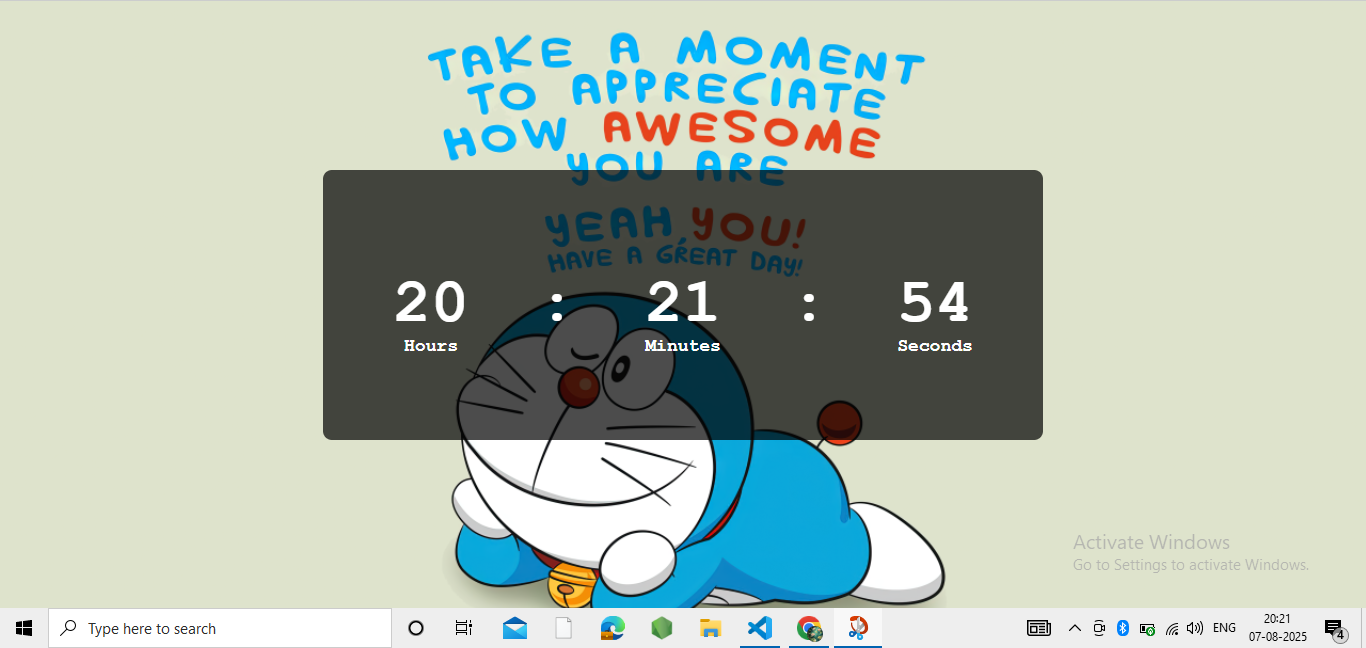 TAKE A MOMENT
TO APPRECIATE
HOW AWESOME
YOU ARE
YEAH, YOU!
HAVE A GREAT DAY!
20 : 21 : 54
Hours Minutes Seconds
Activate Windows
Go to Settings to activate Windows.
Type here to search
ENG
20:21
07-08-2025
4